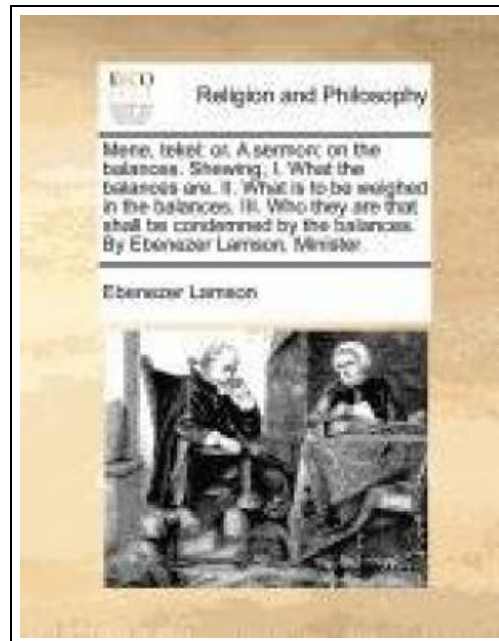 ECCO
Religion and Philosophy
Mene, tekel: or, A sermon: on the
balances. Shewing, I. What the
balances are. II. What is to be weighed
in the balances. III. Who they are that
shall be condemned by the balances.
By Ebenezer Lamson, Minister.
Ebenezer Lamson